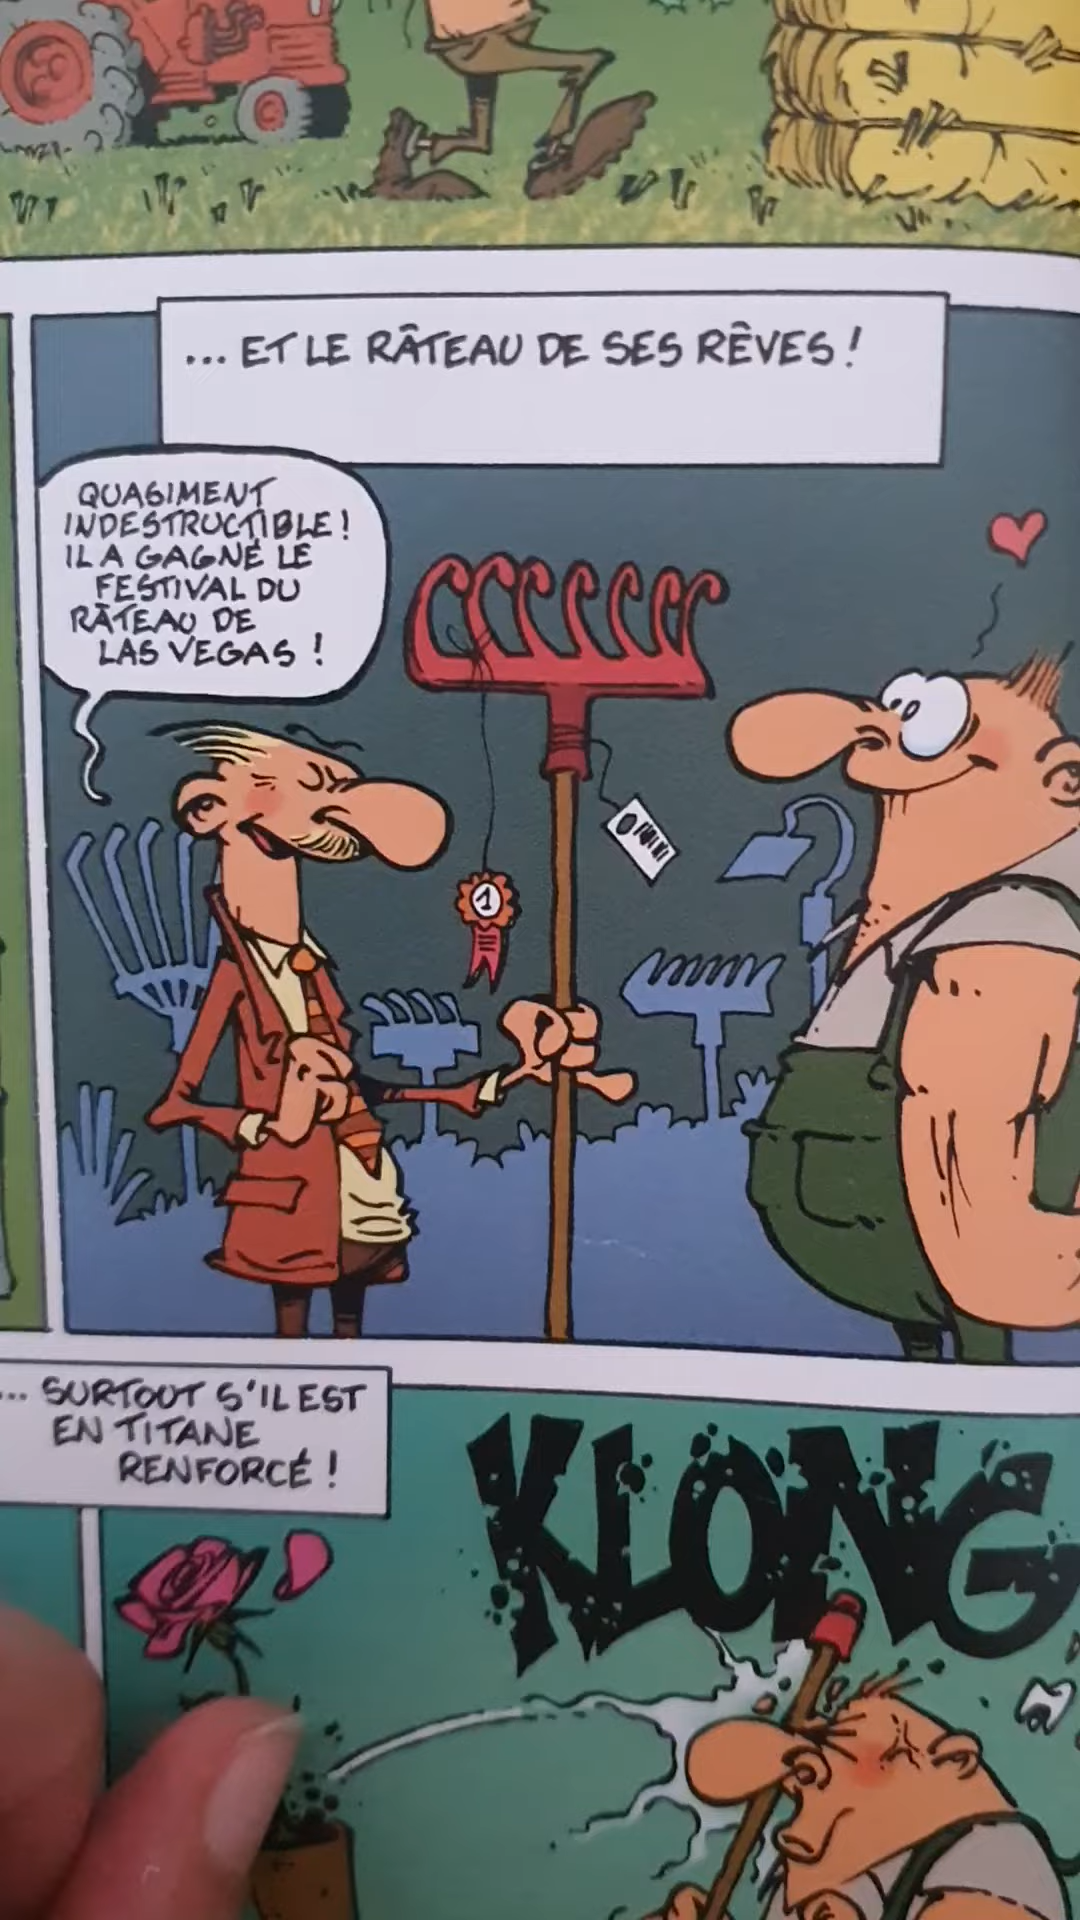 ... ET LE RÂTEAU DE SES RÊVES !
QUASIMENT
INDESTRUCTIBLE !
IL A GAGNÉ LE
FESTIVAL DU
RÂTEAU DE
LAS VEGAS !
1
... SURTOUT S'IL EST
EN TITANE
RENFORCÉ !
KLONG